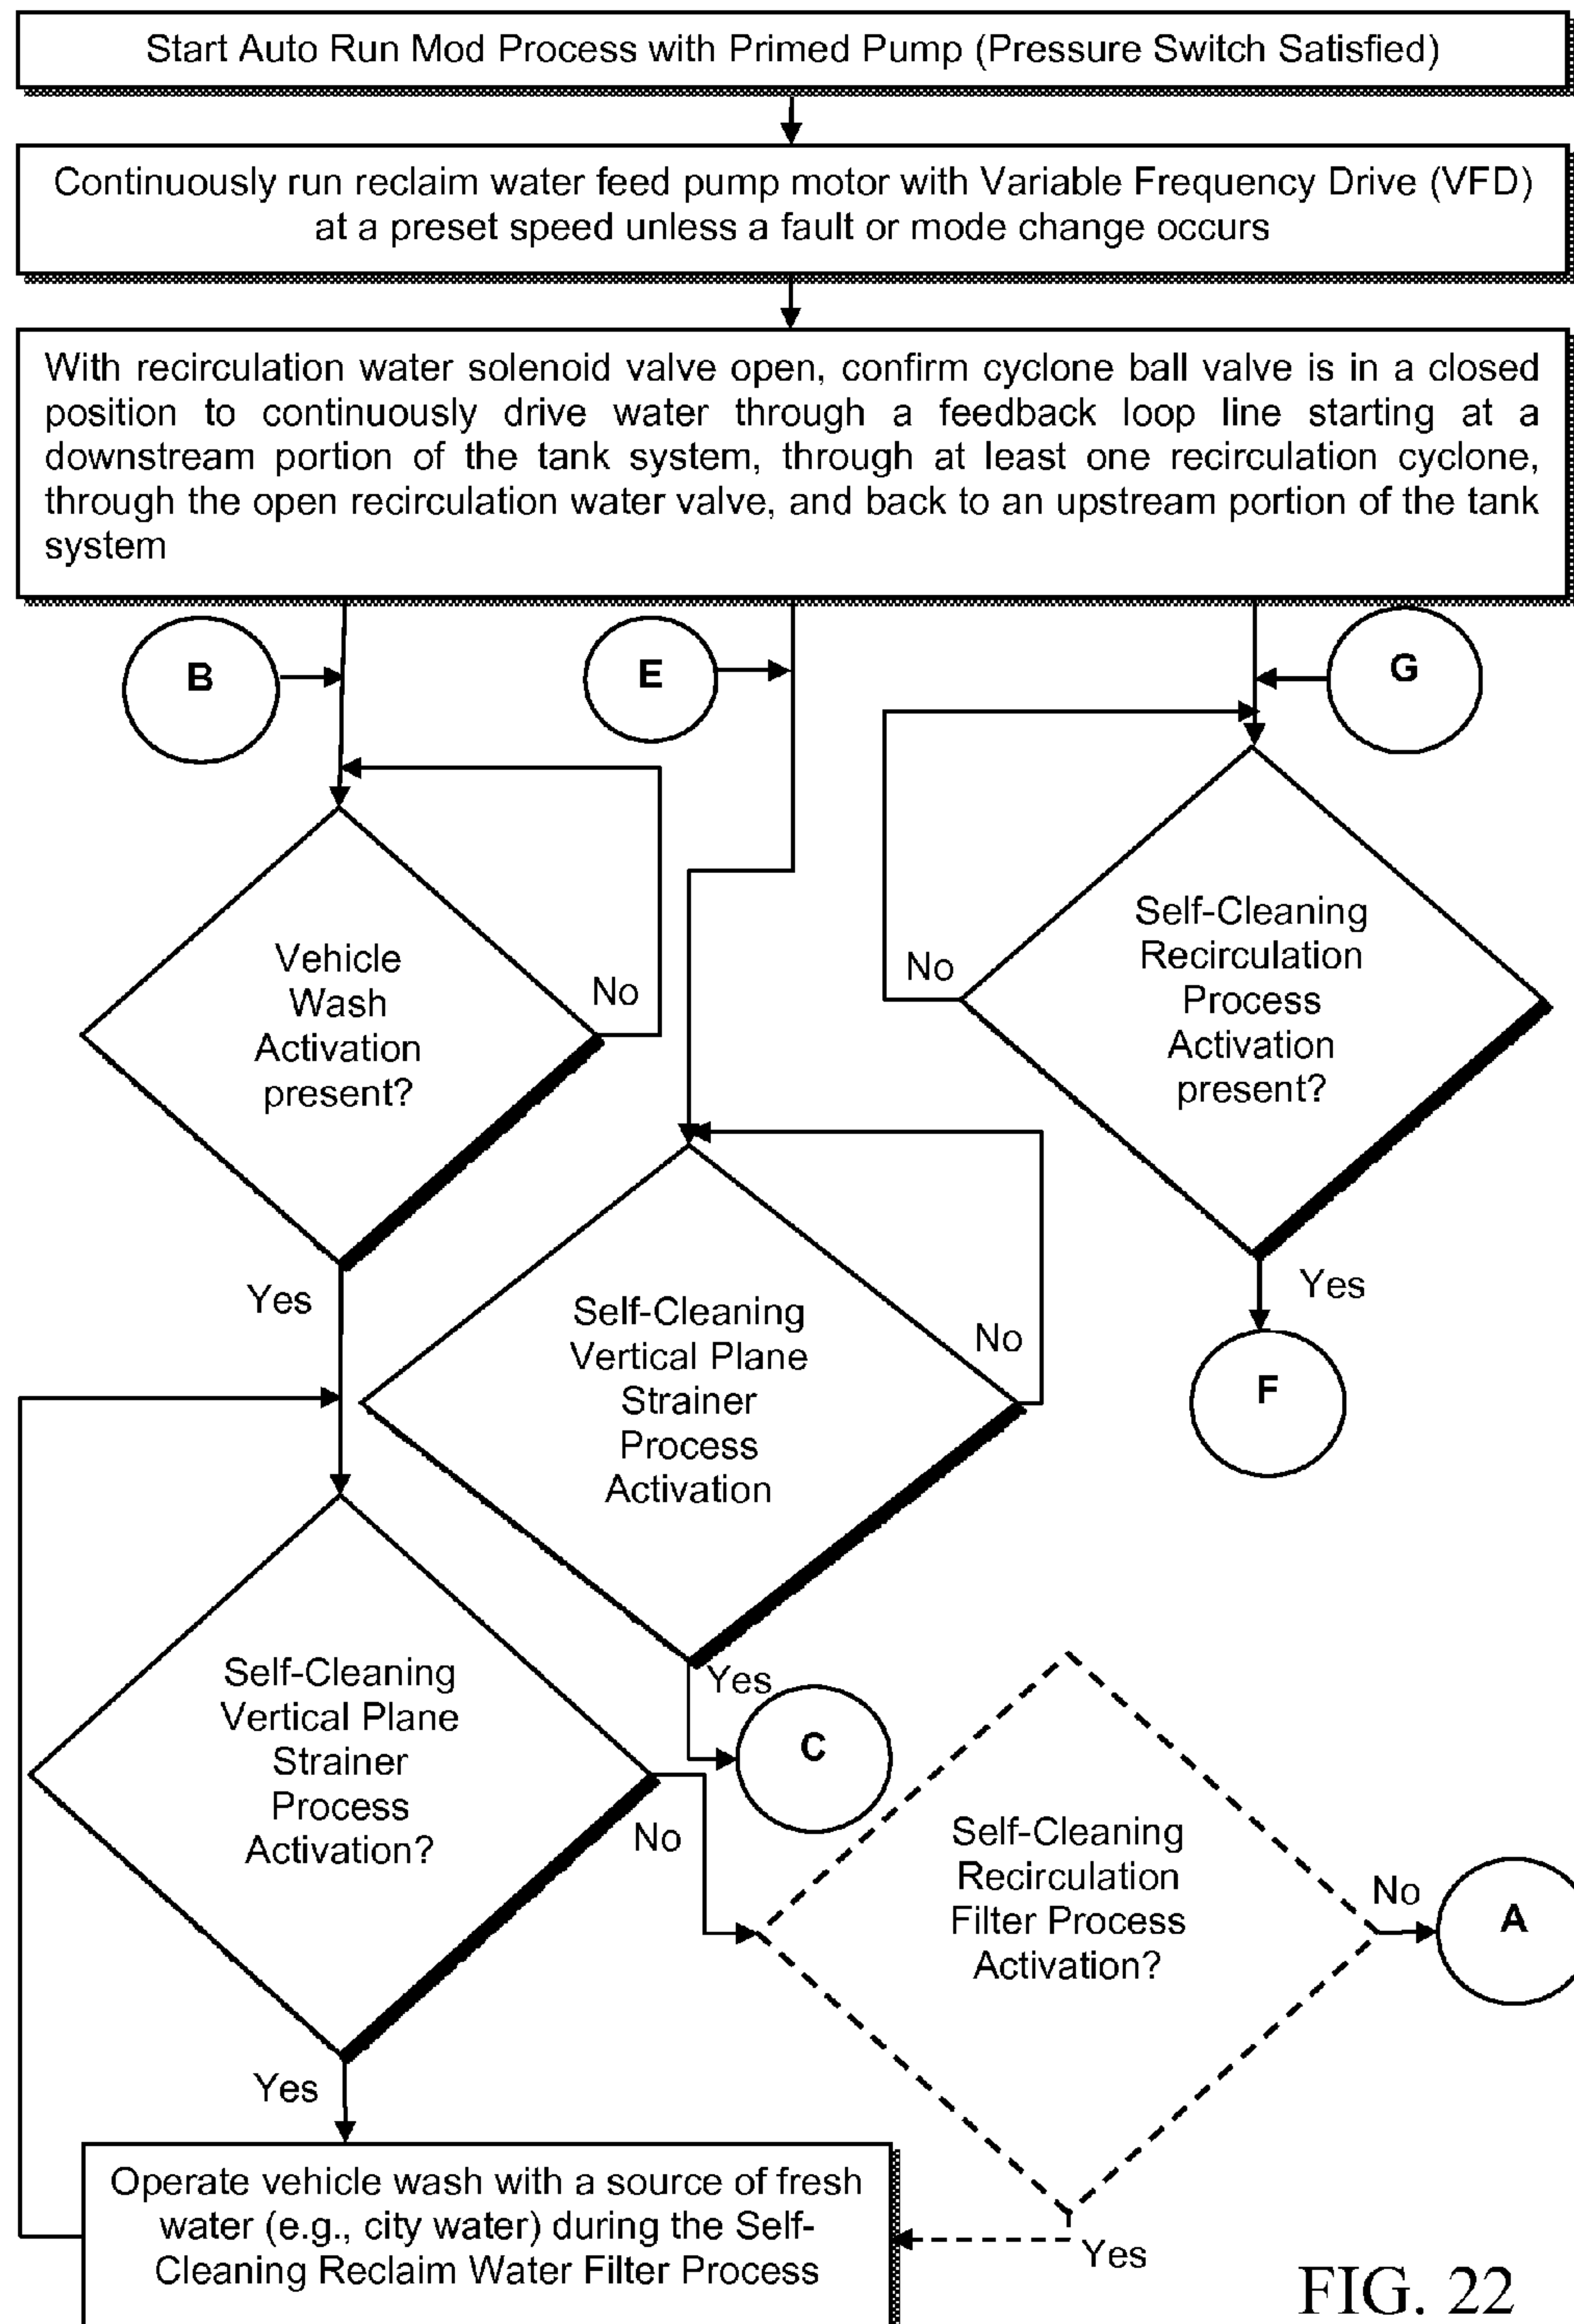 Start Auto Run Mod Process with Primed Pump (Pressure Switch Satisfied)
Continuously run reclaim water feed pump motor with Variable Frequency Drive (VFD)
at a preset speed unless a fault or mode change occurs
With recirculation water solenoid valve open, confirm cyclone ball valve is in a closed
position to continuously drive water through a feedback loop line starting at a
downstream portion of the tank system, through at least one recirculation cyclone,
through the open recirculation water valve, and back to an upstream portion of the tank
system
B
E
G
Vehicle
Wash
Activation
present?
No
Yes
Self-Cleaning
Recirculation
Process
Activation
present?
No
Yes
F
Self-Cleaning
Vertical Plane
Strainer
Process
Activation
No
Yes
C
Self-Cleaning
Vertical Plane
Strainer
Process
Activation?
No
Yes
Self-Cleaning
Recirculation
Filter Process
Activation?
No
A
Yes
Operate vehicle wash with a source of fresh
water (e.g., city water) during the Self-
Cleaning Reclaim Water Filter Process
FIG. 22